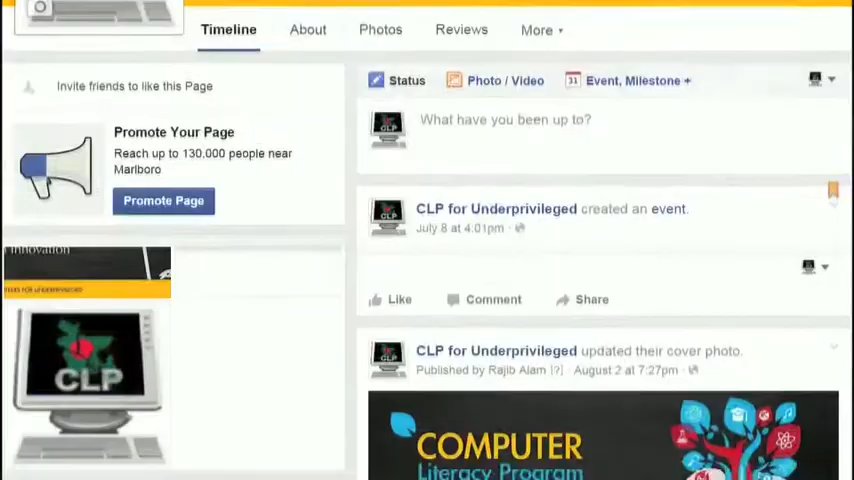 Timeline
About
Photos
Reviews
More
Invite friends to like this Page
Promote Your Page
Reach up to 130,000 people near
Marlboro
Promote Page
Status
Photo / Video
31
Event, Milestone +
What have you been up to?
CLP for Underprivileged created an event.
July 8 at 4:01pm ·
Like
Comment
Share
CLP for Underprivileged updated their cover photo.
Published by Rajib Alam [?] · August 2 at 7:27pm ·
COMPUTER
Literacy Program
Innovation
CLP